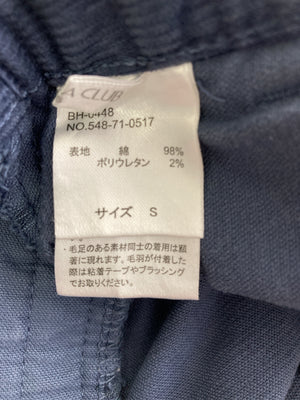 A CLUB
BH-0448
NO.548-71-0517
表地 綿 98%
ポリウレタン 2%
サイズ S
・毛足のある素材同士の着用は顕
著に現れます。毛羽が付着した
際は粘着テープやブラッシング
でお取りください。